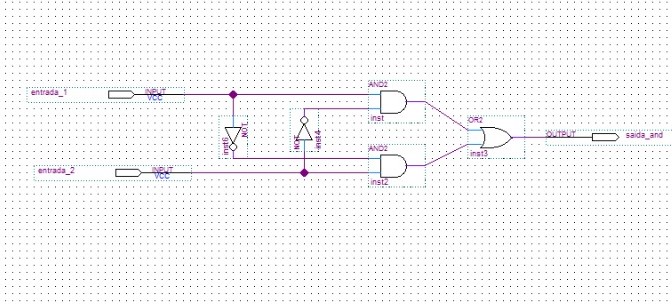 entrada_1
INPUT
VCC
AND2
inst
NOT
inst6
NOT
inst4
OR2
inst3
OUTPUT
saida_and
AND2
inst2
entrada_2
INPUT
VCC